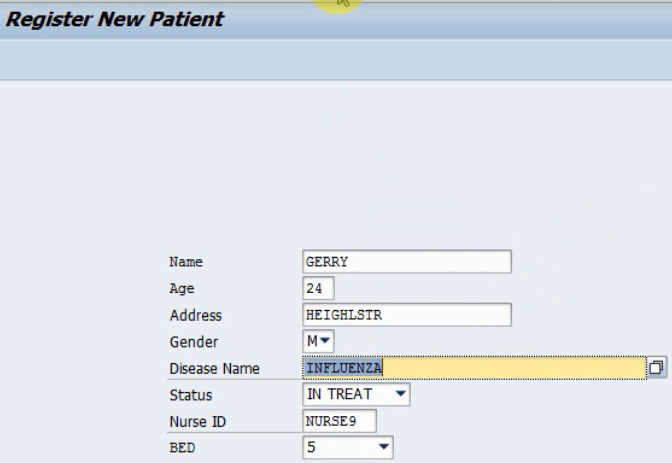 Register New Patient
Name GERRY
Age 24
Address HEIGHLSTR
Gender M
Disease Name INFLUENZA
Status IN TREAT
Nurse ID NURSE9
BED 5